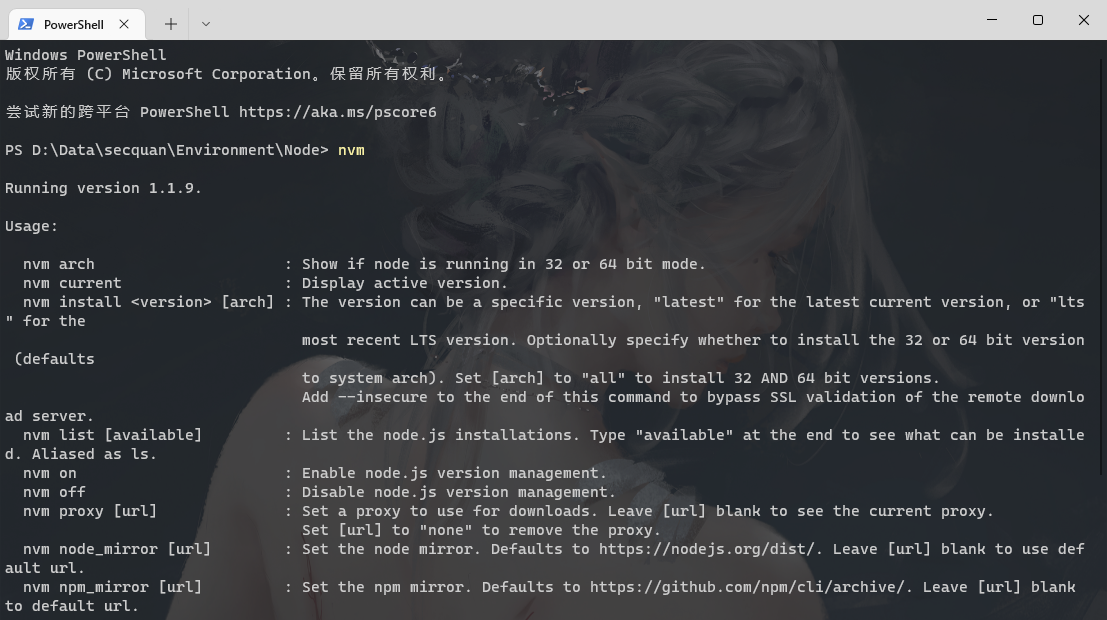 PowerShell
Windows PowerShell
版权所有 (C) Microsoft Corporation。保留所有权利。
尝试新的跨平台 PowerShell https://aka.ms/pscore6
PS D:\Data\secquan\Environment\Node> nvm
Running version 1.1.9.
Usage:
nvm arch : Show if node is running in 32 or 64 bit mode.
nvm current : Display active version.
nvm install <version> [arch] : The version can be a specific version, "latest" for the latest current version, or "lts
" for the
most recent LTS version. Optionally specify whether to install the 32 or 64 bit version
(defaults
to system arch). Set [arch] to "all" to install 32 AND 64 bit versions.
Add --insecure to the end of this command to bypass SSL validation of the remote downlo
ad server.
nvm list [available] : List the node.js installations. Type "available" at the end to see what can be installe
d. Aliased as ls.
nvm on : Enable node.js version management.
nvm off : Disable node.js version management.
nvm proxy [url] : Set a proxy to use for downloads. Leave [url] blank to see the current proxy.
Set [url] to "none" to remove the proxy.
nvm node_mirror [url] : Set the node mirror. Defaults to https://nodejs.org/dist/. Leave [url] blank to use def
ault url.
nvm npm_mirror [url] : Set the npm mirror. Defaults to https://github.com/npm/cli/archive/. Leave [url] blank
to default url.